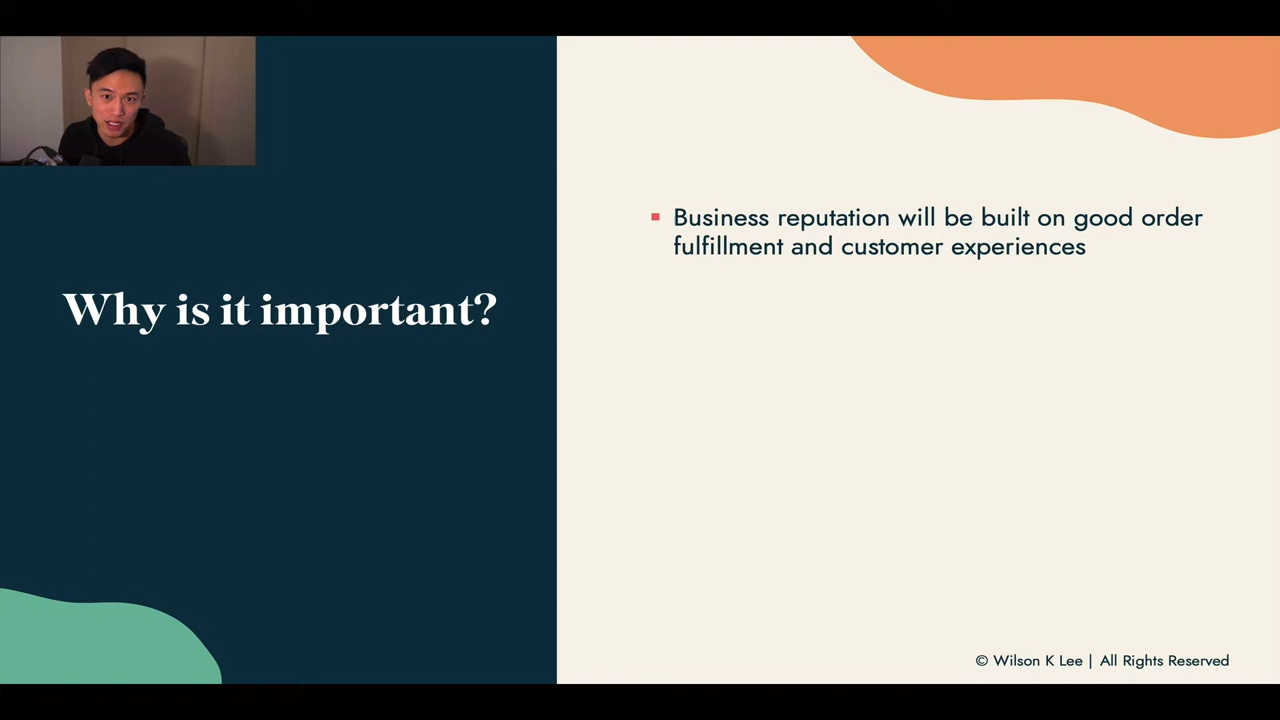 Why is it important?
Business reputation will be built on good order
fulfillment and customer experiences
© Wilson K Lee | All Rights Reserved